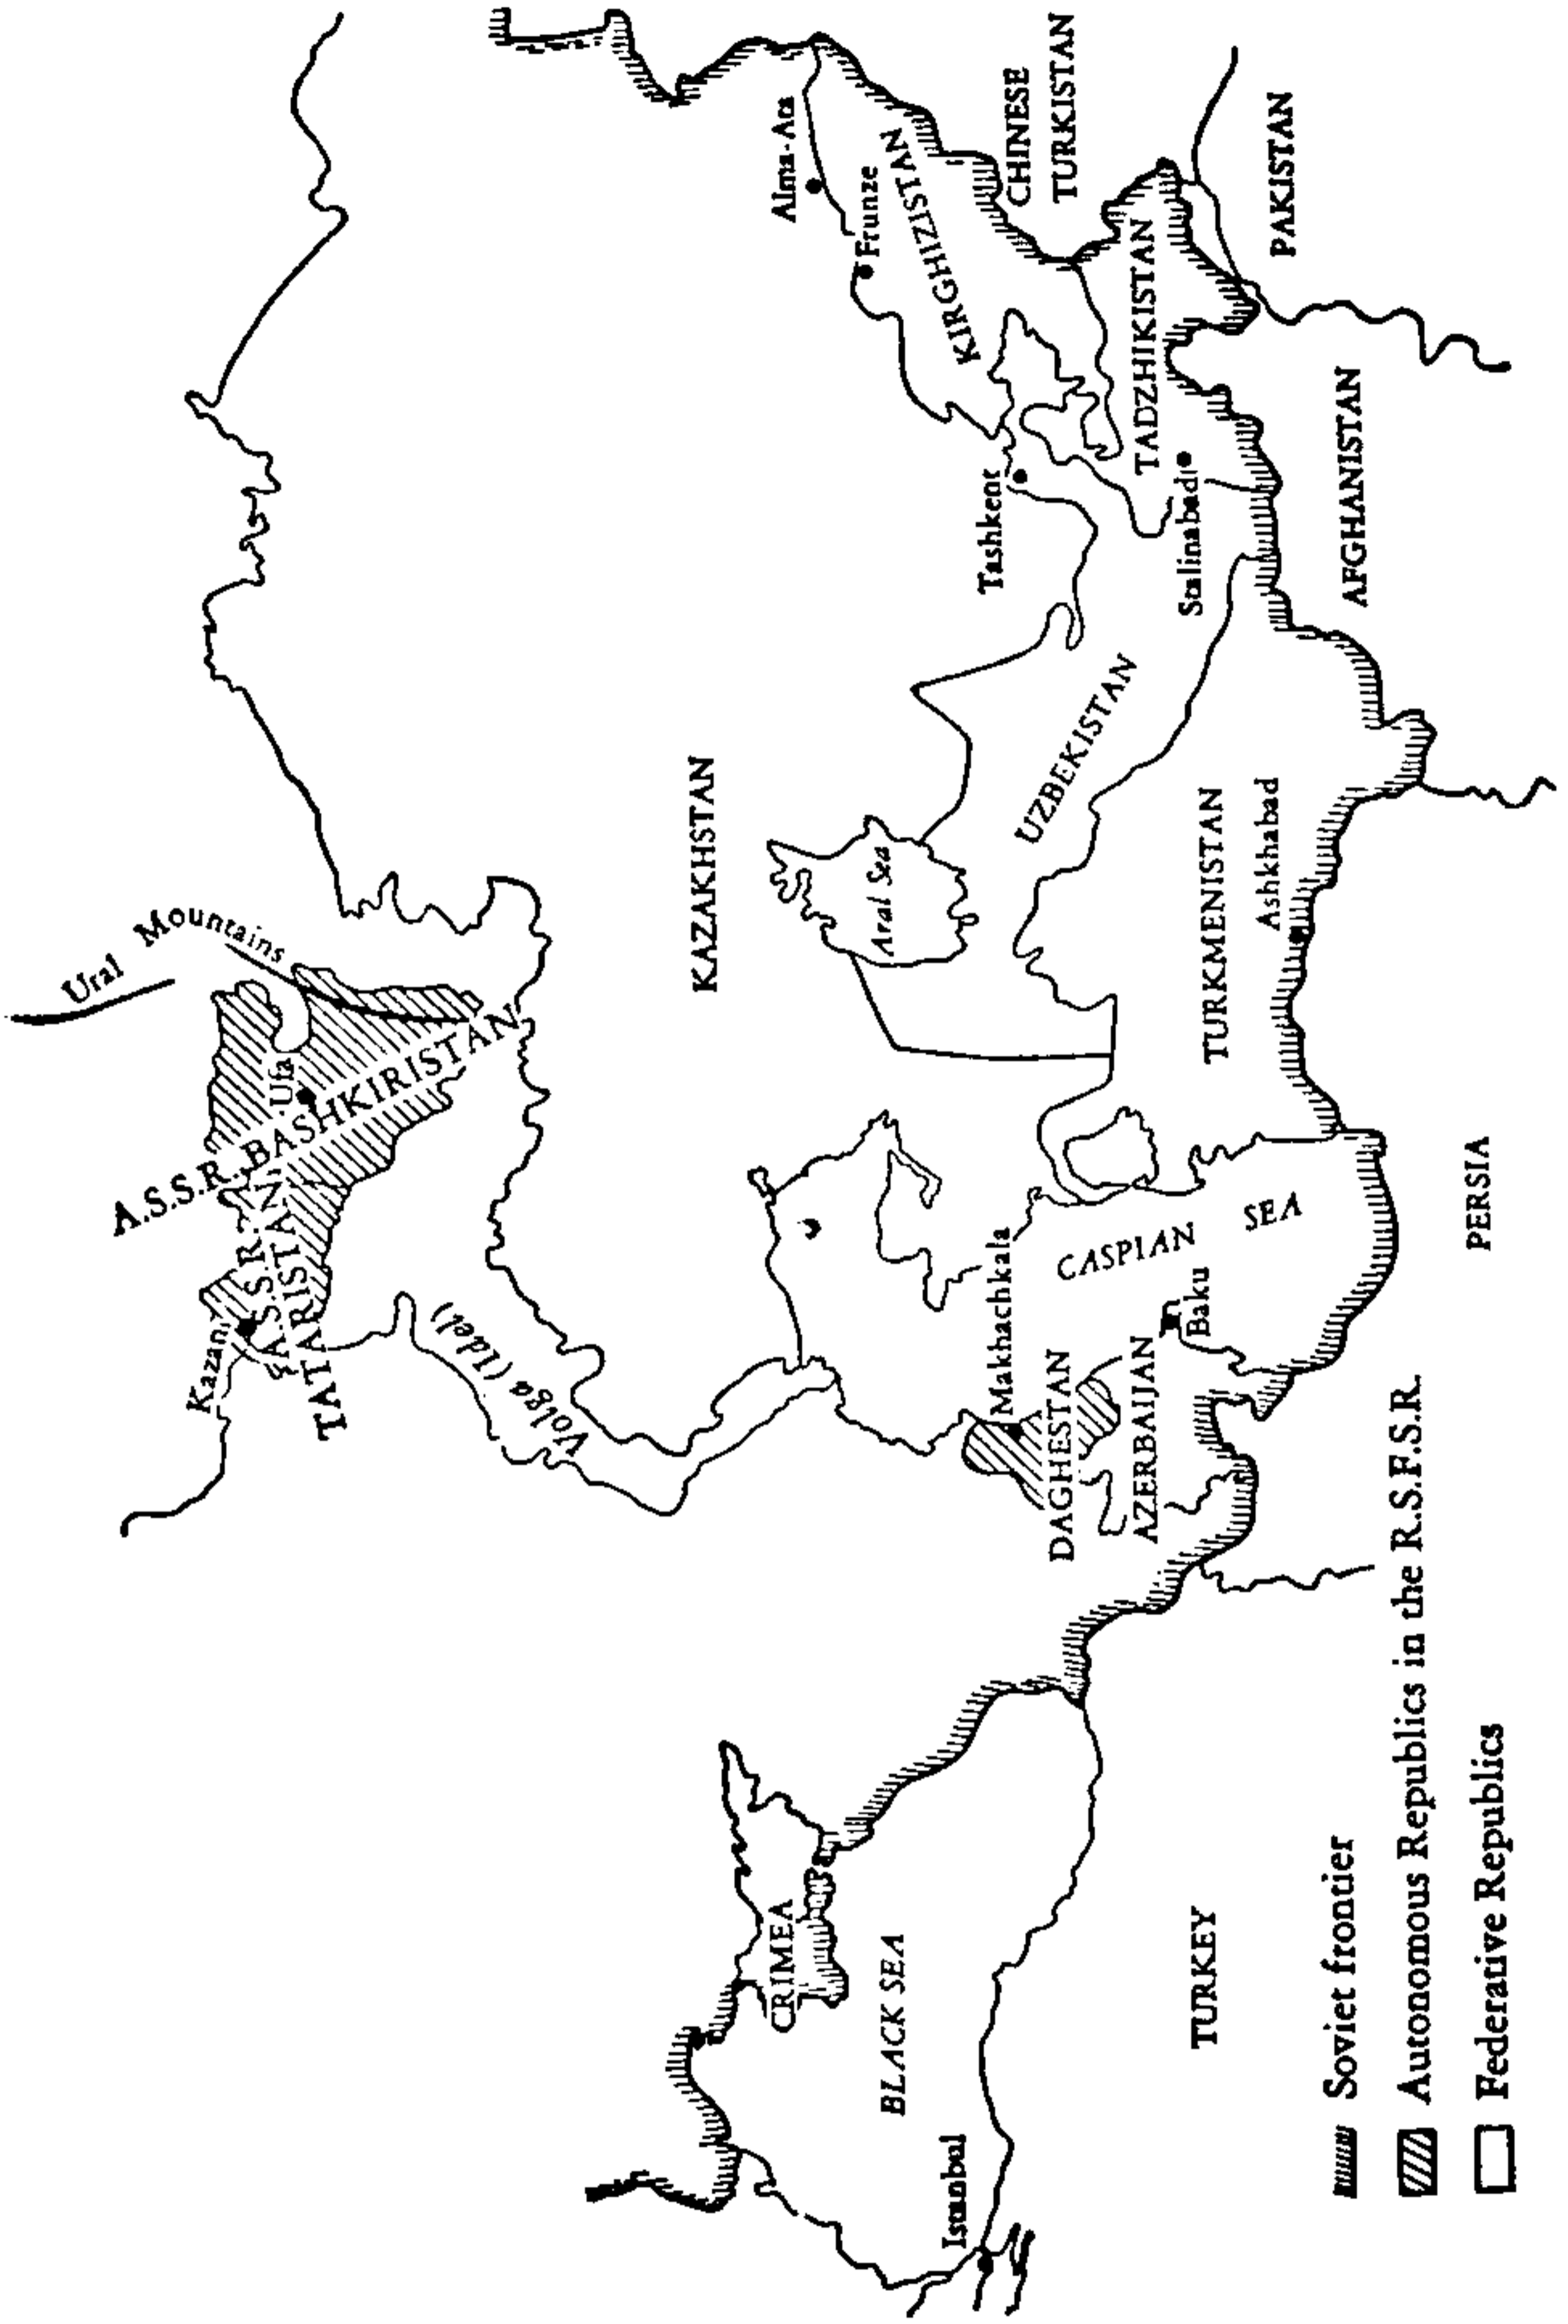 Ural Mountains
A.S.S.R. BASHKIRISTAN
Ufa
Kazan
A.S.S.R.
TATARISTAN
Volga (Idel)
KAZAKHSTAN
Aral Sea
Alma-Ata
Frunze
KIRGHIZISTAN
CHINESE
TURKISTAN
Tashkent
UZBEKISTAN
TADZHIKISTAN
Stalinabad
TURKMENISTAN
Ashkhabad
CRIMEA
BLACK SEA
Istanbul
TURKEY
Makhachkala
DAGHESTAN
AZERBAIJAN
Baku
CASPIAN SEA
PERSIA
AFGHANISTAN
PAKISTAN
Soviet frontier
Autonomous Republics in the R.S.F.S.R.
Federative Republics